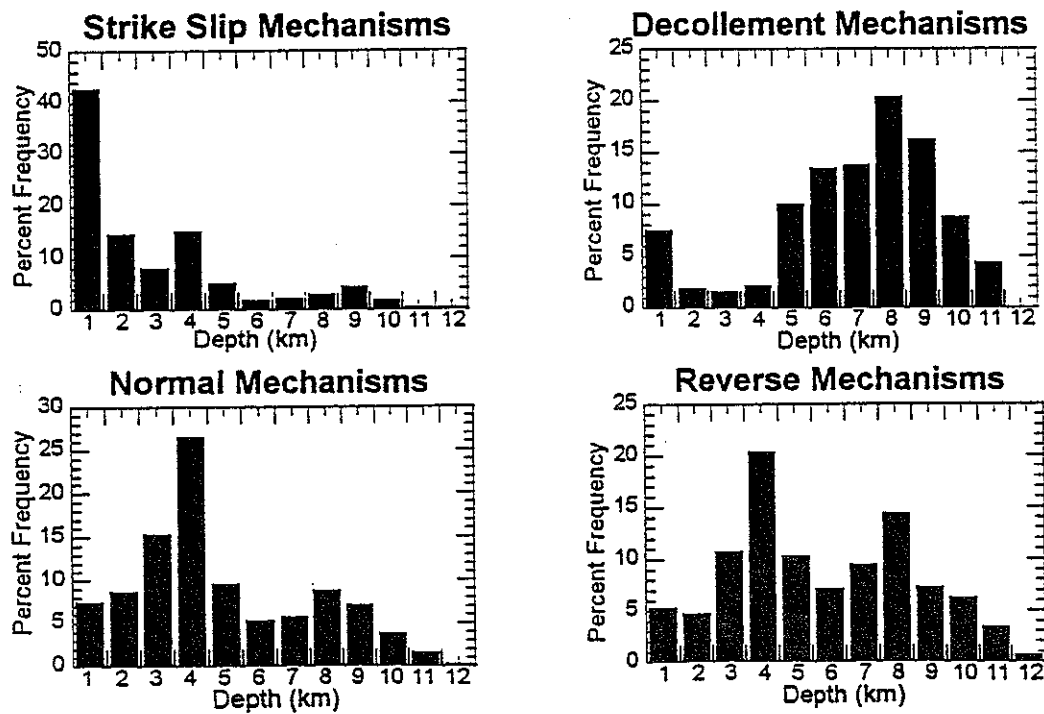 Strike Slip Mechanisms
50
40
30
20
10
0
Percent Frequency
1 2 3 4 5 6 7 8 9 10 11 12
Depth (km)
Decollement Mechanisms
25
20
15
10
5
0
Percent Frequency
1 2 3 4 5 6 7 8 9 10 11 12
Depth (km)
Normal Mechanisms
30
25
20
15
10
5
0
Percent Frequency
1 2 3 4 5 6 7 8 9 10 11 12
Depth (km)
Reverse Mechanisms
25
20
15
10
5
0
Percent Frequency
1 2 3 4 5 6 7 8 9 10 11 12
Depth (km)